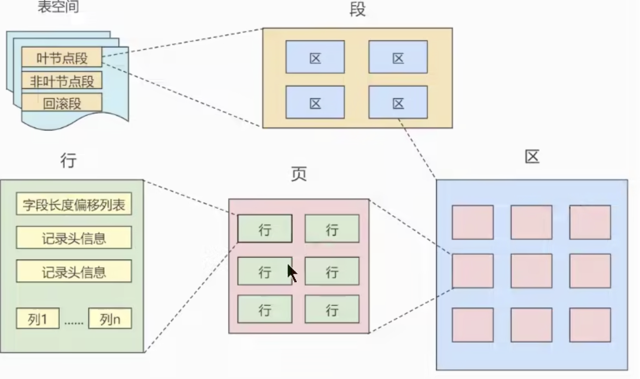 表空间
叶节点段
非叶节点段
回滚段
段
区
区
区
区
行
字段长度偏移列表
记录头信息
记录头信息
列1
......
列n
页
行
行
行
行
行
行
区